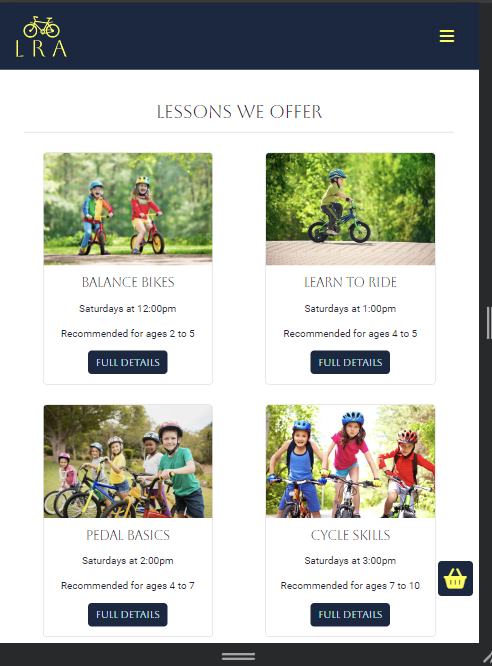 LRA
LESSONS WE OFFER
BALANCE BIKES
Saturdays at 12:00pm
Recommended for ages 2 to 5
FULL DETAILS
LEARN TO RIDE
Saturdays at 1:00pm
Recommended for ages 4 to 5
FULL DETAILS
PEDAL BASICS
Saturdays at 2:00pm
Recommended for ages 4 to 7
FULL DETAILS
CYCLE SKILLS
Saturdays at 3:00pm
Recommended for ages 7 to 10
FULL DETAILS